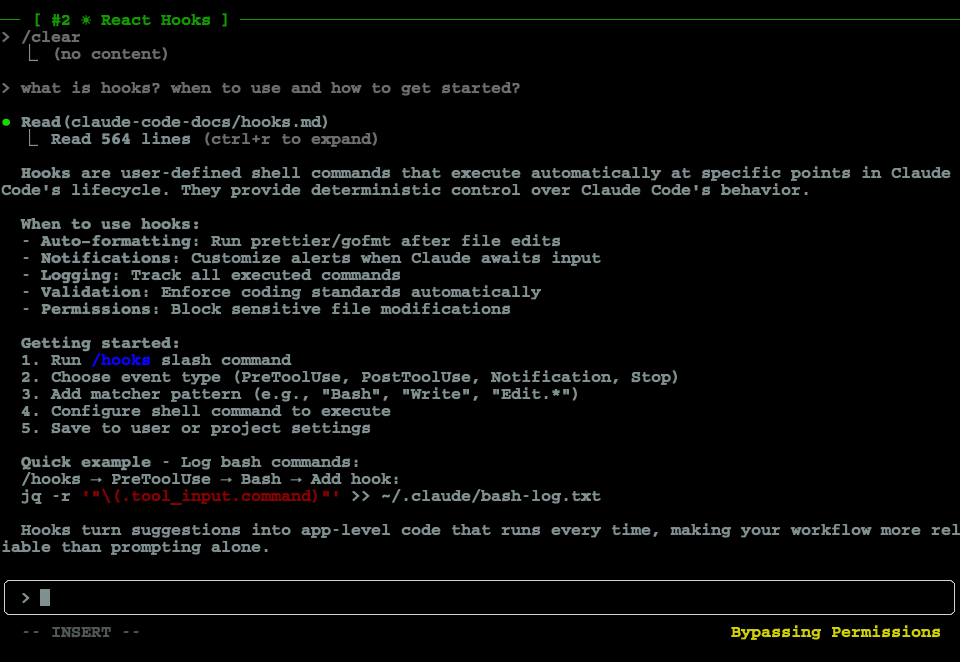 [ #2 * React Hooks ]
> /clear
⎿ (no content)
> what is hooks? when to use and how to get started?
● Read(claude-code-docs/hooks.md)
⎿ Read 564 lines (ctrl+r to expand)
Hooks are user-defined shell commands that execute automatically at specific points in Claude
Code's lifecycle. They provide deterministic control over Claude Code's behavior.
When to use hooks:
- Auto-formatting: Run prettier/gofmt after file edits
- Notifications: Customize alerts when Claude awaits input
- Logging: Track all executed commands
- Validation: Enforce coding standards automatically
- Permissions: Block sensitive file modifications
Getting started:
1. Run /hooks slash command
2. Choose event type (PreToolUse, PostToolUse, Notification, Stop)
3. Add matcher pattern (e.g., "Bash", "Write", "Edit.*")
4. Configure shell command to execute
5. Save to user or project settings
Quick example - Log bash commands:
/hooks → PreToolUse → Bash → Add hook:
jq -r '"\(.tool_input.command)"' >> ~/.claude/bash-log.txt
Hooks turn suggestions into app-level code that runs every time, making your workflow more rel
iable than prompting alone.
>
-- INSERT --
Bypassing Permissions